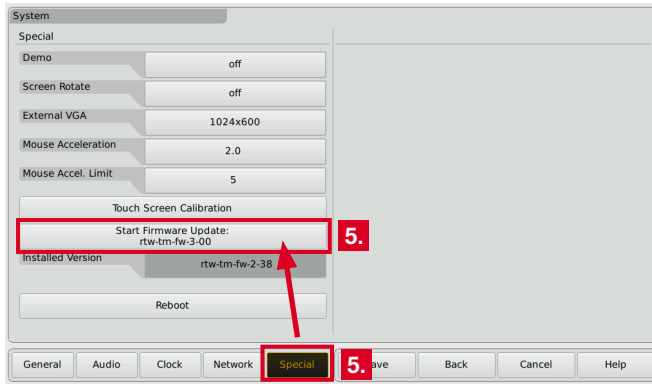 System
Special
Demo
off
Screen Rotate
off
External VGA
1024x600
Mouse Acceleration
2.0
Mouse Accel. Limit
5
Touch Screen Calibration
Start Firmware Update:
rtw-tm-fw-3-00
5.
Installed Version
rtw-tm-fw-2-38
Reboot
General Audio Clock Network Special 5. Back Cancel Help